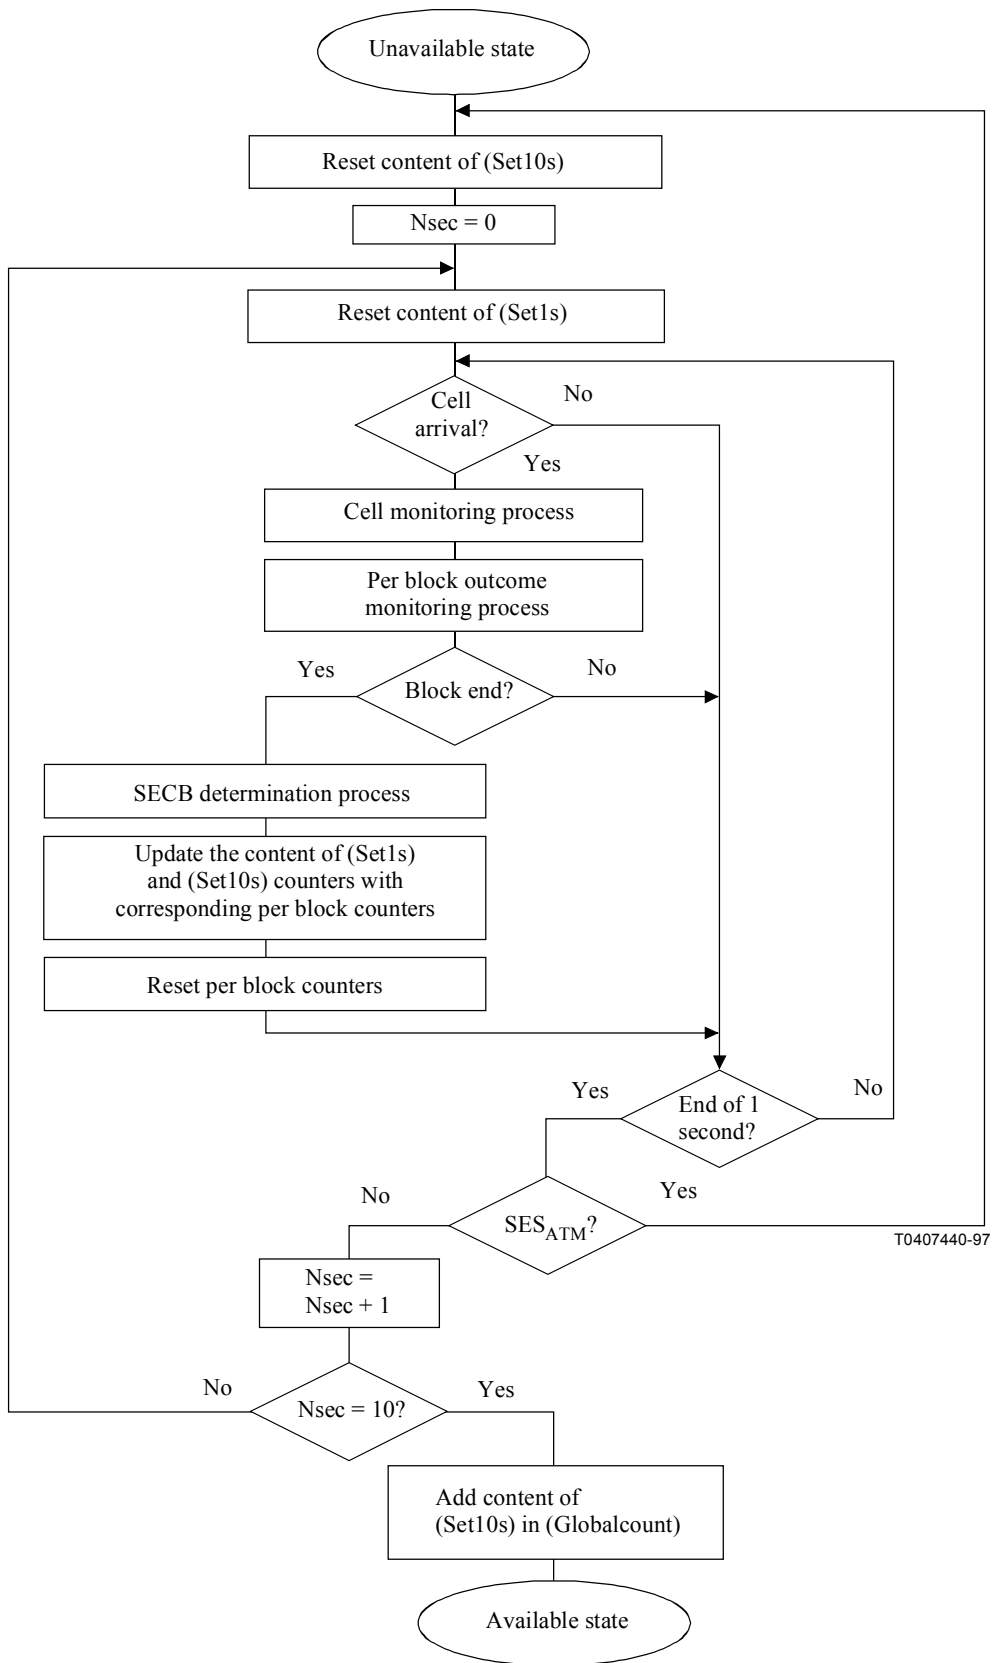 Unavailable state
Reset content of (Set10s)
Nsec = 0
Reset content of (Set1s)
Cell
arrival?
No
Yes
Cell monitoring process
Per block outcome
monitoring process
Yes
Block end?
No
SECB determination process
Update the content of (Set1s)
and (Set10s) counters with
corresponding per block counters
Reset per block counters
Yes
End of 1
second?
No
No
SESATM?
Yes
T0407440-97
Nsec =
Nsec + 1
No
Nsec = 10?
Yes
Add content of
(Set10s) in (Globalcount)
Available state